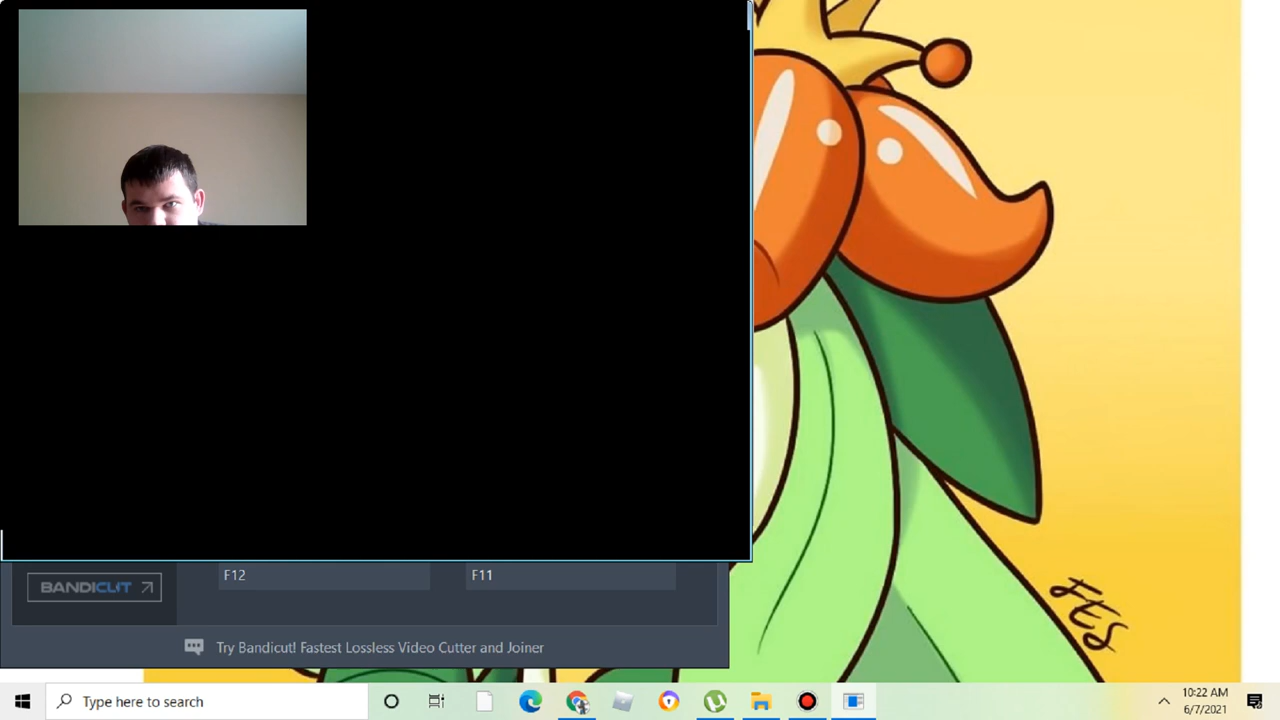 F12 F11
BANDICUT
Try Bandicut! Fastest Lossless Video Cutter and Joiner
FES
Type here to search
10:22 AM
6/7/2021